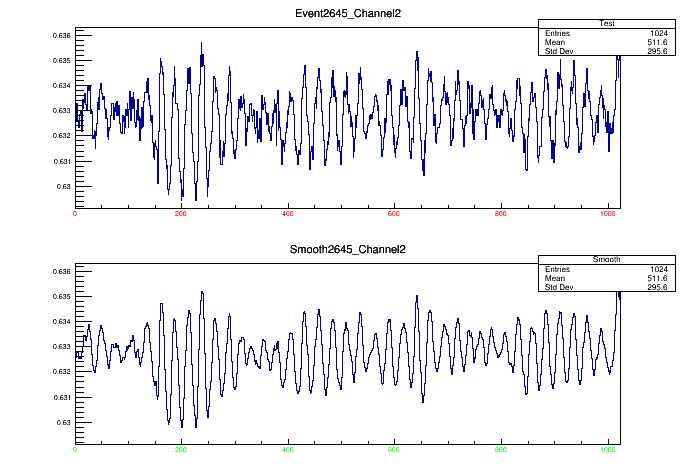 Event2645_Channel2
Test
Entries 1024
Mean 511.6
Std Dev 295.6
0.636
0.635
0.634
0.633
0.632
0.631
0.63
0 200 400 600 800 1000
Smooth2645_Channel2
Smooth
Entries 1024
Mean 511.6
Std Dev 295.6
0.636
0.635
0.634
0.633
0.632
0.631
0.63
0 200 400 600 800 1000